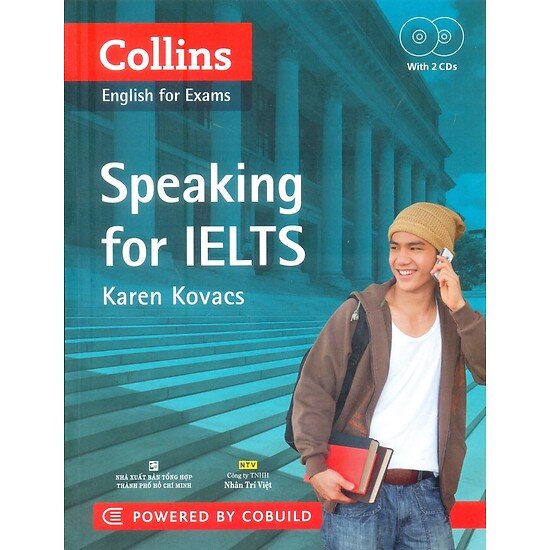 Collins
English for Exams
With 2 CDs
Speaking
for IELTS
Karen Kovacs
NHÀ XUẤT BẢN TỔNG HỢP
THÀNH PHỐ HỒ CHÍ MINH
NTV
Công ty TNHH
Nhân Trí Việt
POWERED BY COBUILD